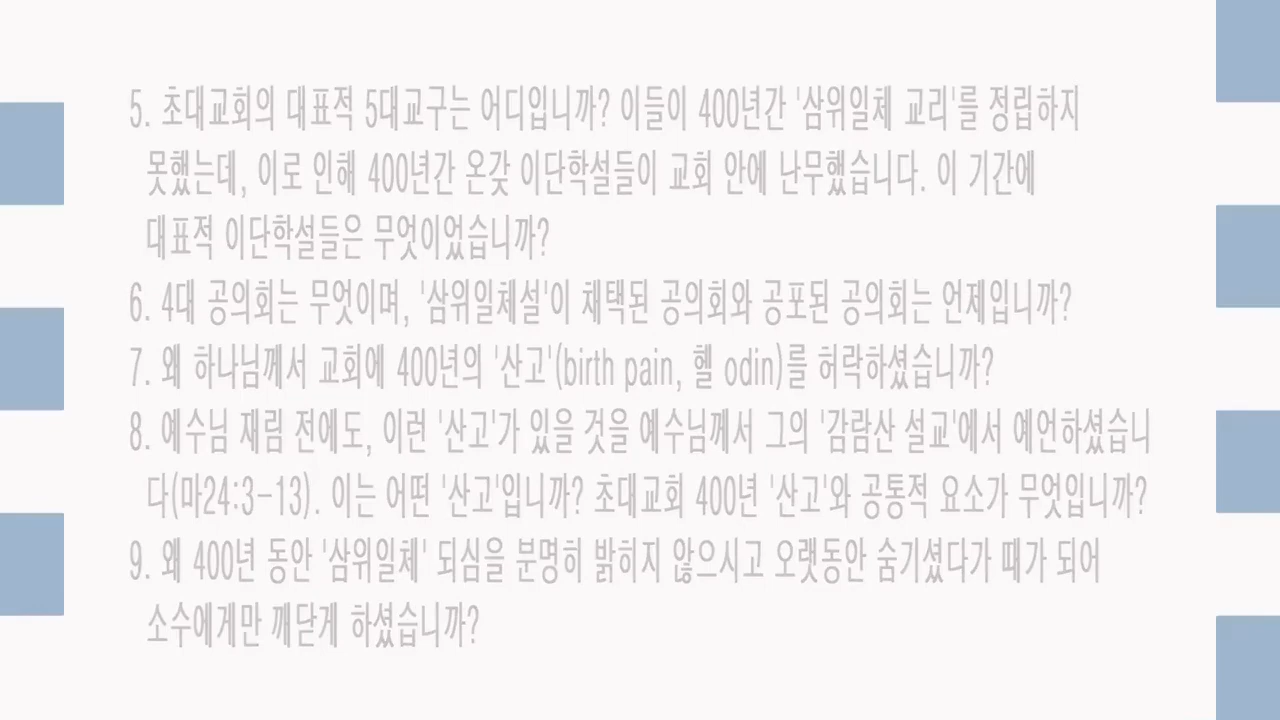 5. 초대교회의 대표적 5대교구는 어디입니까? 이들이 400년간 '삼위일체 교리'를 정립하지
못했는데, 이로 인해 400년간 온갖 이단학설들이 교회 안에 난무했습니다. 이 기간에
대표적 이단학설들은 무엇이었습니까?
6. 4대 공의회는 무엇이며, '삼위일체설'이 채택된 공의회와 공포된 공의회는 언제입니까?
7. 왜 하나님께서 교회에 400년의 '산고'(birth pain, 헬 odin)를 허락하셨습니까?
8. 예수님 재림 전에도, 이런 '산고'가 있을 것을 예수님께서 그의 '감람산 설교'에서 예언하셨습니
다(마24:3-13). 이는 어떤 '산고'입니까? 초대교회 400년 '산고'와 공통적 요소가 무엇입니까?
9. 왜 400년 동안 '삼위일체' 되심을 분명히 밝히지 않으시고 오랫동안 숨기셨다가 때가 되어
소수에게만 깨닫게 하셨습니까?